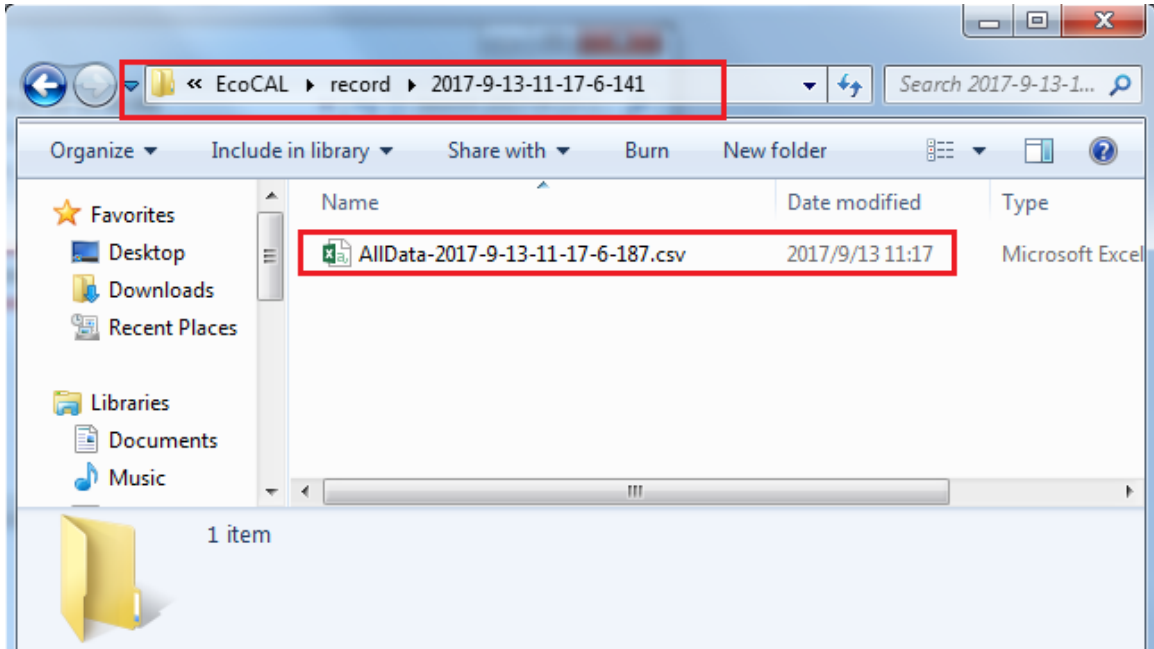 « EcoCAL ▸ record ▸ 2017-9-13-11-17-6-141
Search 2017-9-13-1...
Organize Include in library Share with Burn New folder
Favorites
Desktop
Downloads
Recent Places
Libraries
Documents
Music
Name Date modified Type
AllData-2017-9-13-11-17-6-187.csv 2017/9/13 11:17 Microsoft Excel
1 item